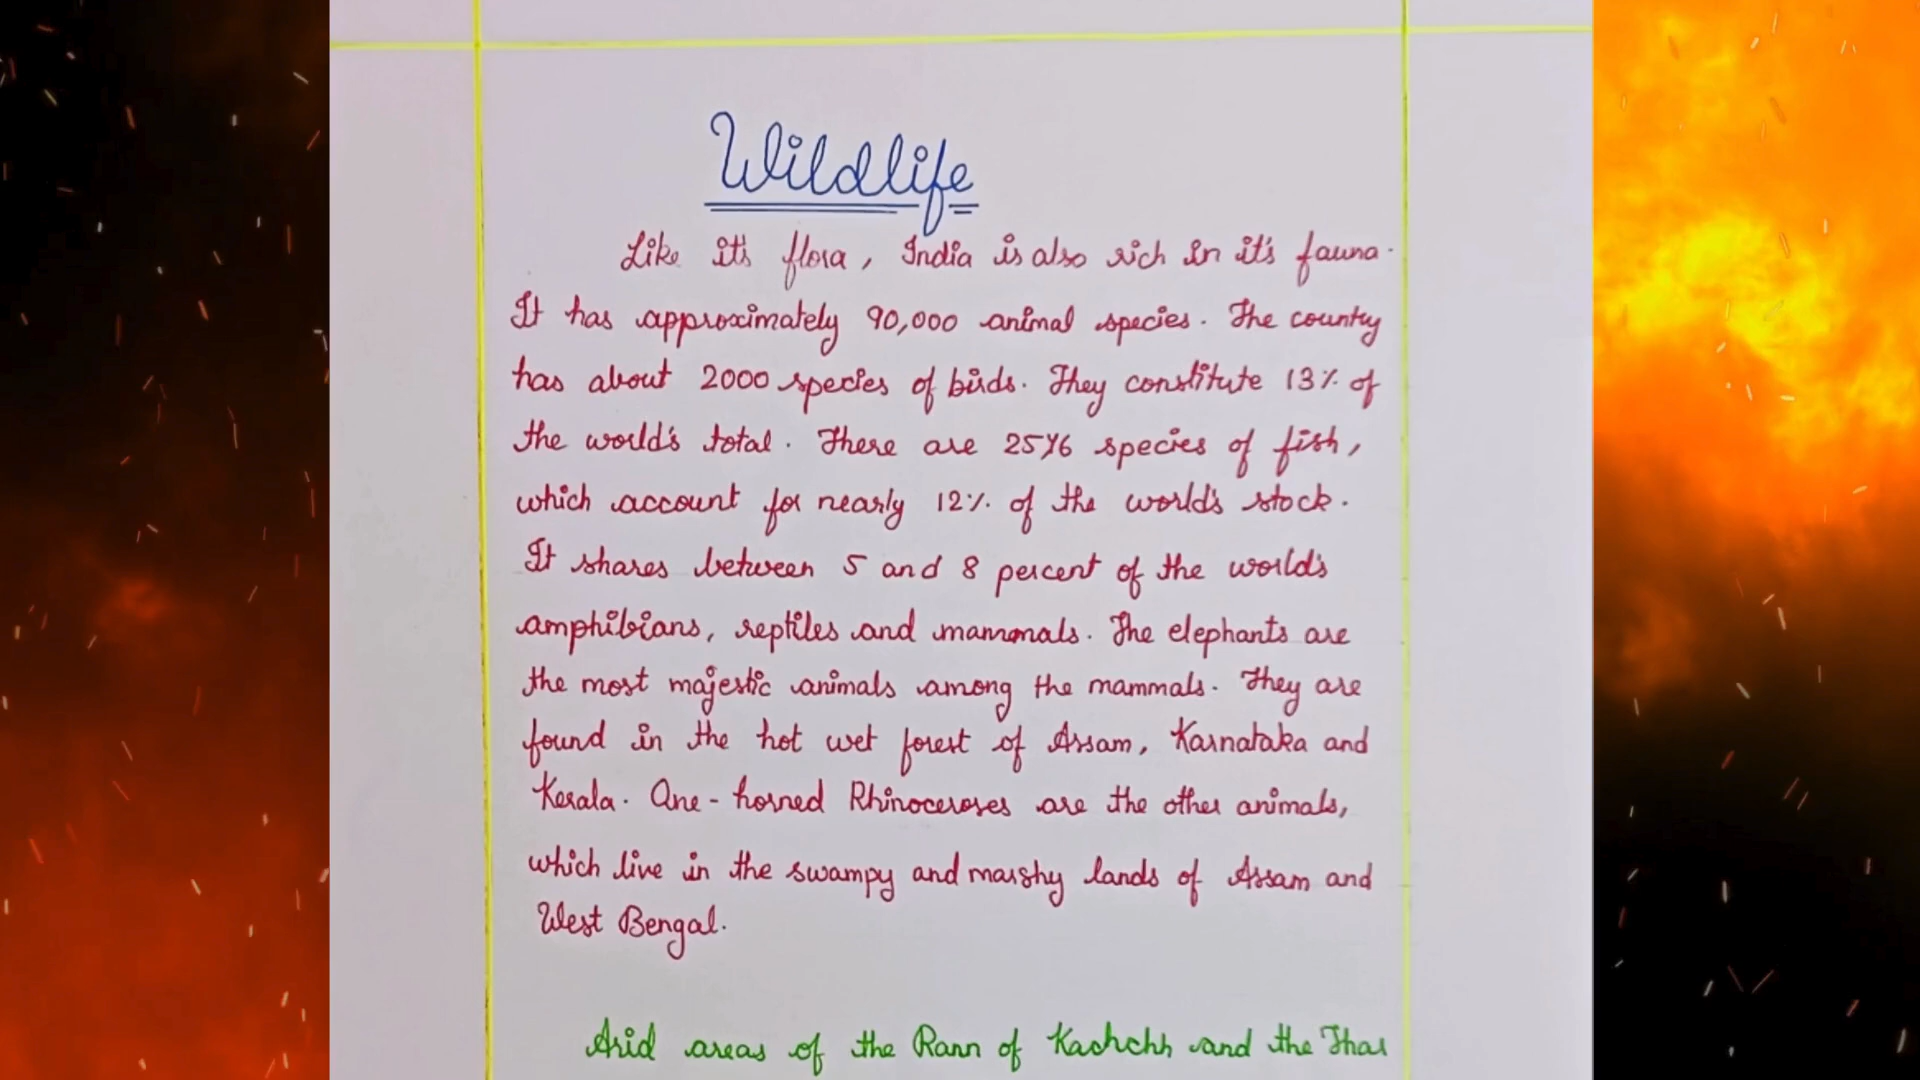 Wildlife
Like it's flora, India is also rich in it's fauna.
It has approximately 90,000 animal species. The country
has about 2000 species of birds. They constitute 13% of
the world's total. There are 2546 species of fish,
which account for nearly 12% of the world's stock.
It shares between 5 and 8 percent of the world's
amphibians, reptiles and mammals. The elephants are
the most majestic animals among the mammals. They are
found in the hot wet forest of Assam, Karnataka and
Kerala. One-horned Rhinoceroses are the other animals,
which live in the swampy and marshy lands of Assam and
West Bengal.
Arid areas of the Rann of Kachchh and the Thar